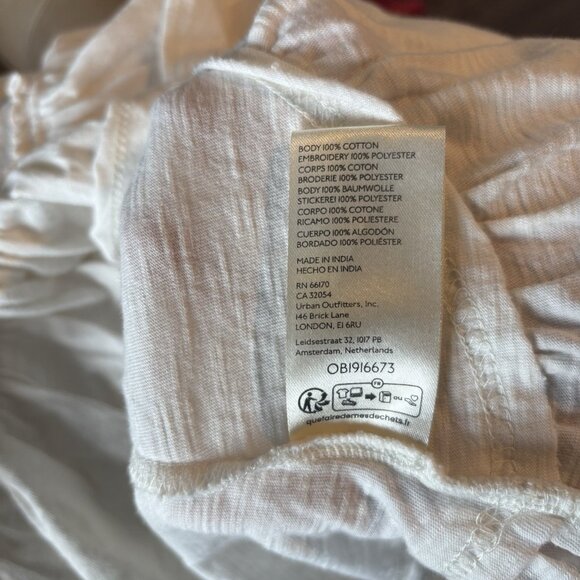 BODY 100% COTTON
EMBROIDERY 100% POLYESTER
CORPS 100% COTON
BRODERIE 100% POLYESTER
BODY 100% BAUMWOLLE
STICKEREI 100% POLYESTER
CORPO 100% COTONE
RICAMO 100% POLIESTERE
CUERPO 100% ALGODÓN
BORDADO 100% POLIÉSTER
MADE IN INDIA
HECHO EN INDIA
RN 66170
CA 32054
Urban Outfitters, Inc.
146 Brick Lane
LONDON, E1 6RU
Leidsestraat 32, 1017 PB
Amsterdam, Netherlands
OB1916673
FR
ou
quefairedemesdechets.fr